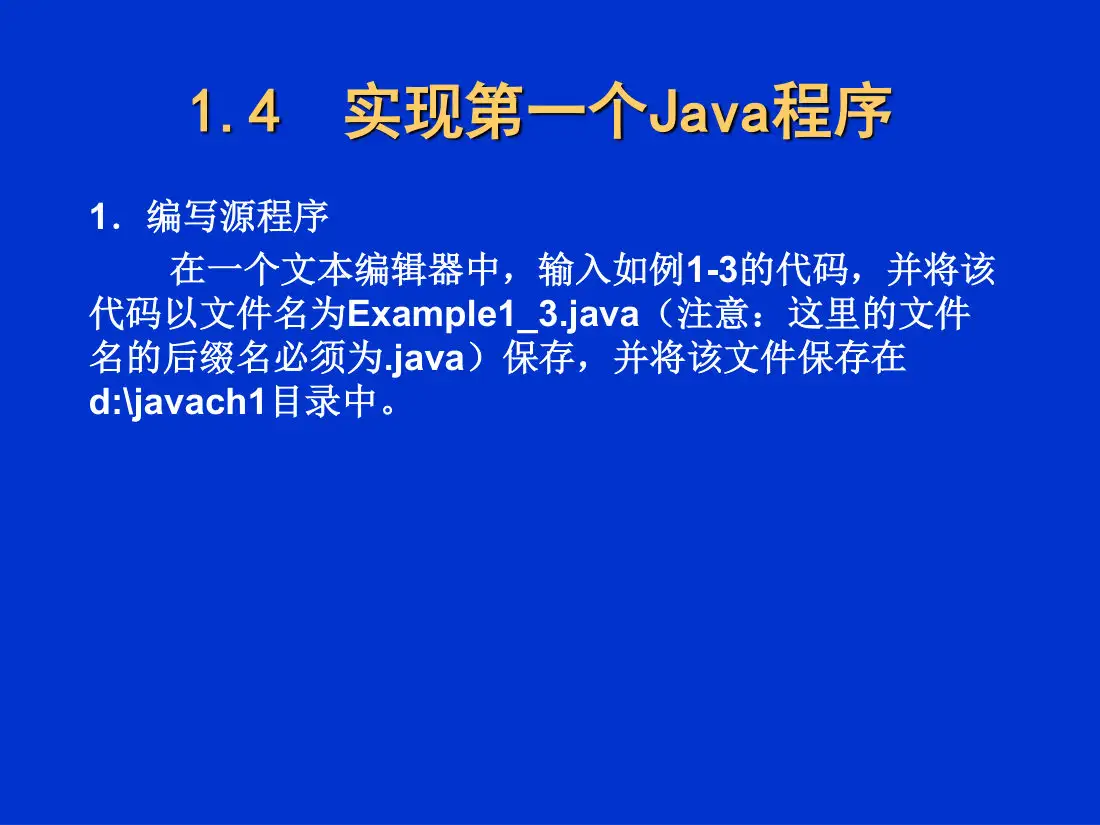 1.4 实现第一个Java程序
1．编写源程序
在一个文本编辑器中，输入如例1-3的代码，并将该
代码以文件名为Example1_3.java（注意：这里的文件
名的后缀名必须为.java）保存，并将该文件保存在
d:\javach1目录中。